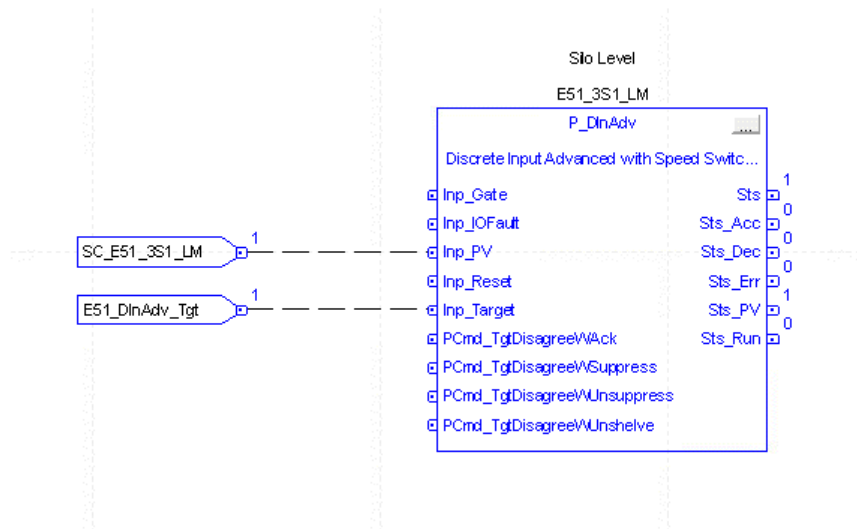 Silo Level
E51_3S1_LM
P_DInAdv
...
Discrete Input Advanced with Speed Switc...
1
Inp_Gate Sts
0
Inp_IOFault Sts_Acc
1 0
SC_E51_3S1_LM Inp_PV Sts_Dec
0
Inp_Reset Sts_Err
1 1
E51_DInAdv_Tgt Inp_Target Sts_PV
0
PCmd_TgtDisagreeWAck Sts_Run
PCmd_TgtDisagreeWSuppress
PCmd_TgtDisagreeWUnsuppress
PCmd_TgtDisagreeWUnshelve